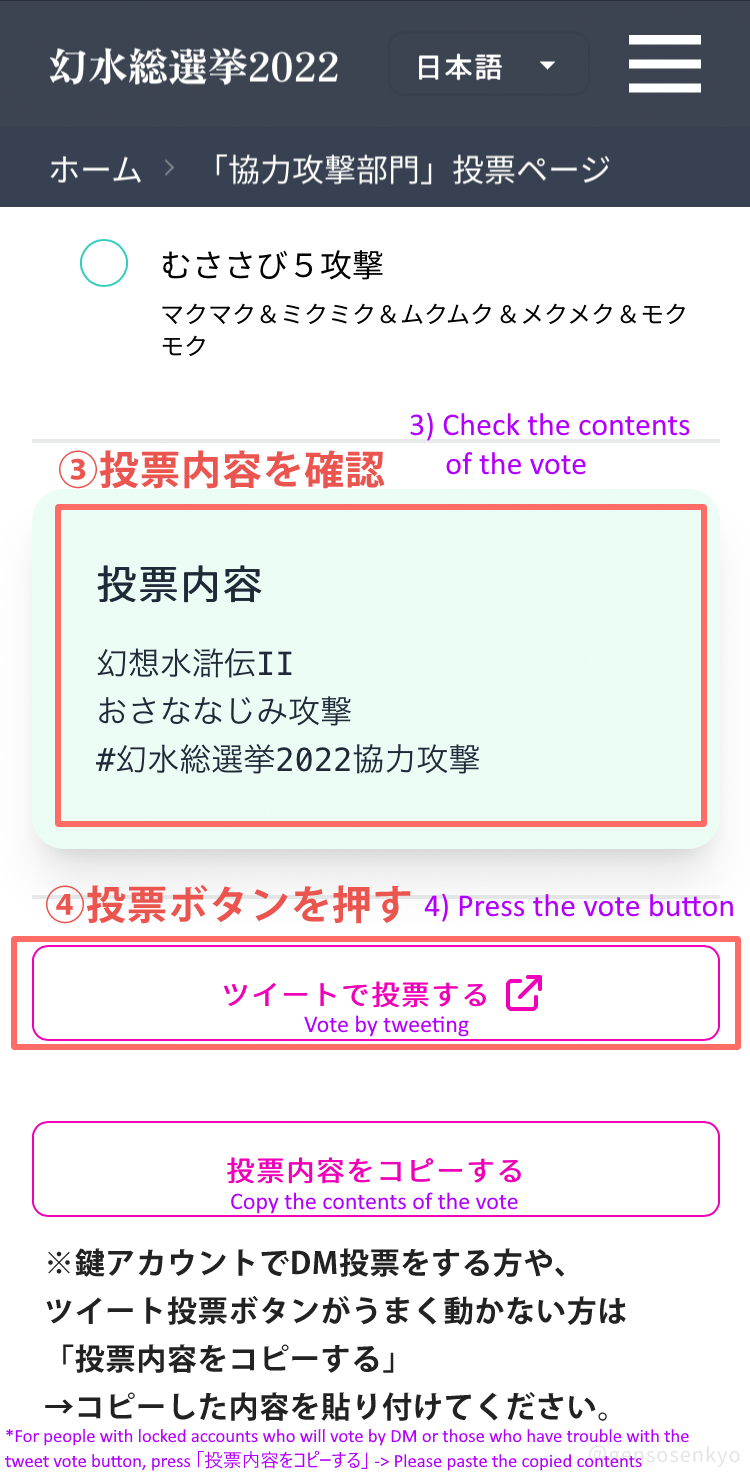 幻水総選挙2022
日本語
ホーム > 「協力攻撃部門」投票ページ
むささび５攻撃
マクマク＆ミクミク＆ムクムク＆メクメク＆モク
モク
3) Check the contents
of the vote
③投票内容を確認
投票内容
幻想水滸伝II
おさななじみ攻撃
#幻水総選挙2022協力攻撃
④投票ボタンを押す 4) Press the vote button
ツイートで投票する
Vote by tweeting
投票内容をコピーする
Copy the contents of the vote
※鍵アカウントでDM投票をする方や、
ツイート投票ボタンがうまく動かない方は
「投票内容をコピーする」
→コピーした内容を貼り付けてください。
*For people with locked accounts who will vote by DM or those who have trouble with the
tweet vote button, press「投票内容をコピーする」-> Please paste the copied contents
@gensosenkyo